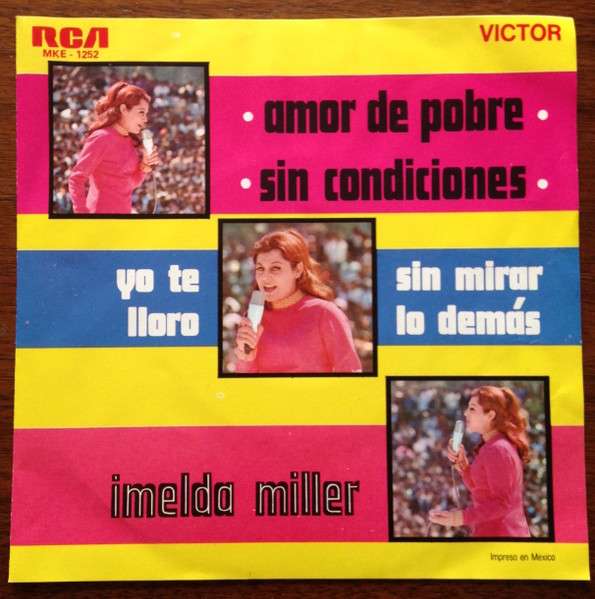 RCA
VICTOR
MKE - 1252
• amor de pobre •
• sin condiciones •
yo te
lloro
sin mirar
lo demás
imelda miller
Impreso en México